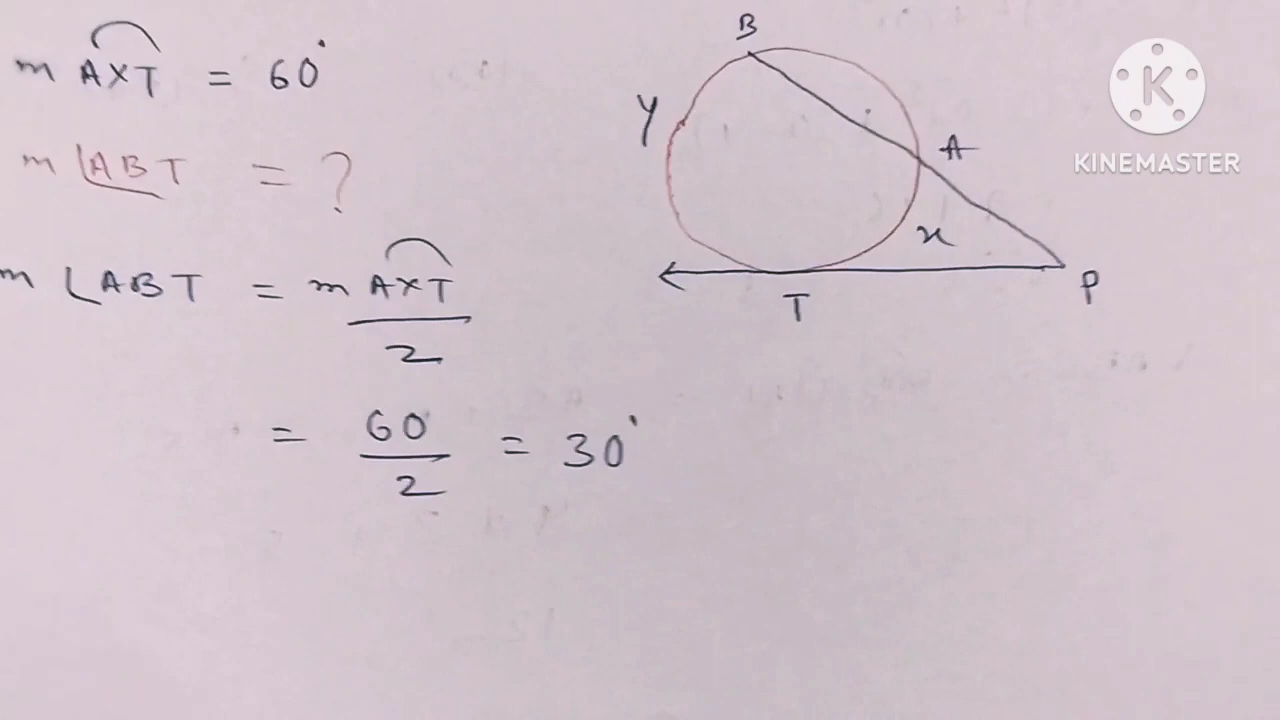 m AXT = 60°
m ∠ABT = ?
m ∠ABT = m AXT
2
= 60 = 30°
2
B
Y
A
x
T
P
K
KINEMASTER